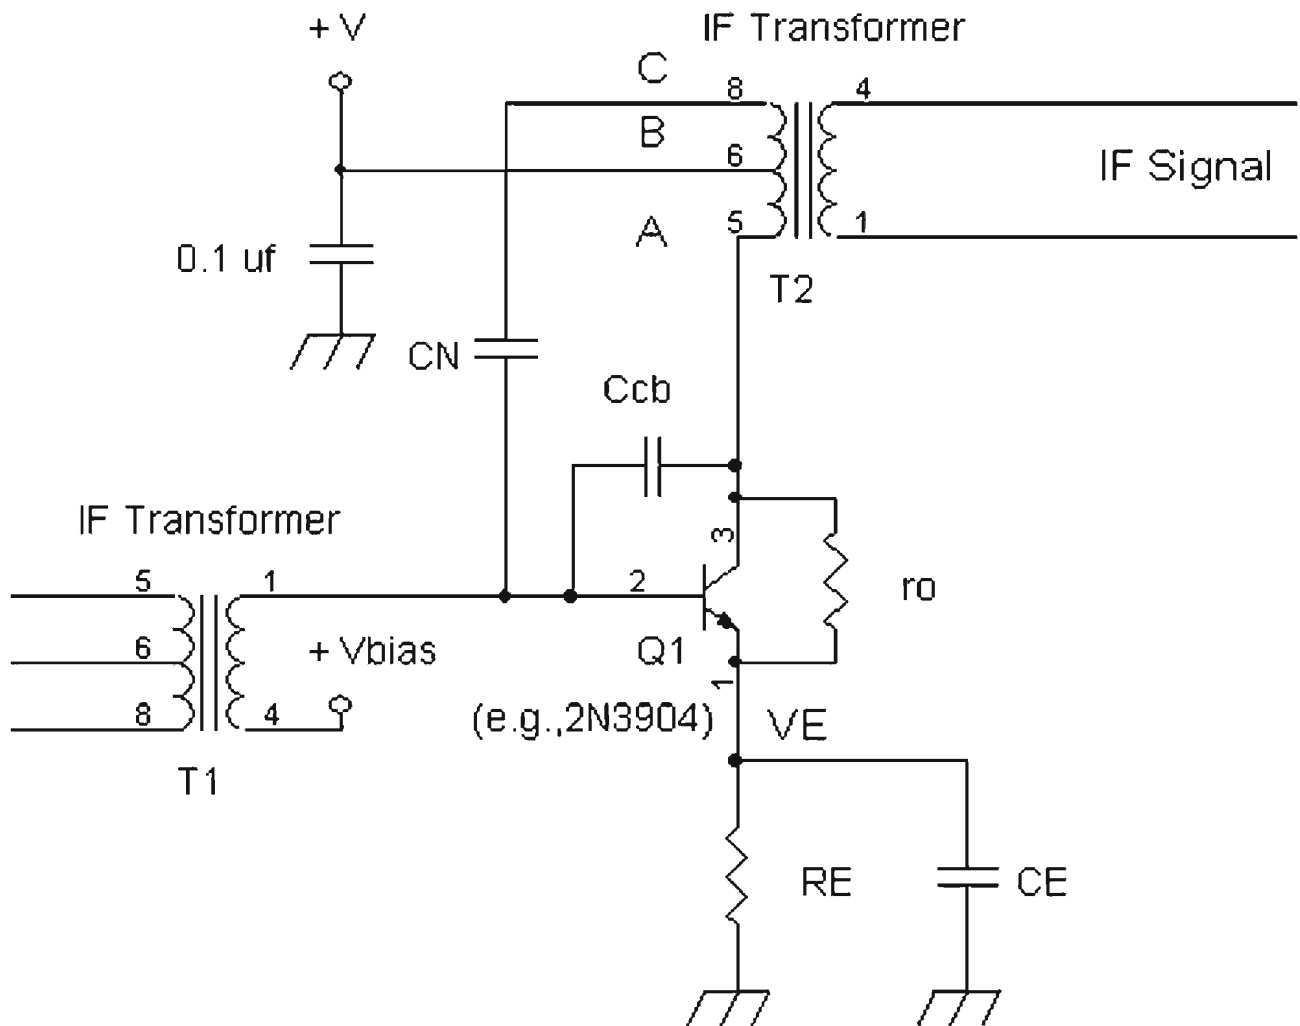 + V
IF Transformer
C
8
4
B
6
IF Signal
A
5
1
0.1 uf
T2
CN
Ccb
IF Transformer
3
5
1
2
ro
6
+ Vbias
Q1
1
8
4
(e.g.,2N3904)
VE
T1
RE
CE